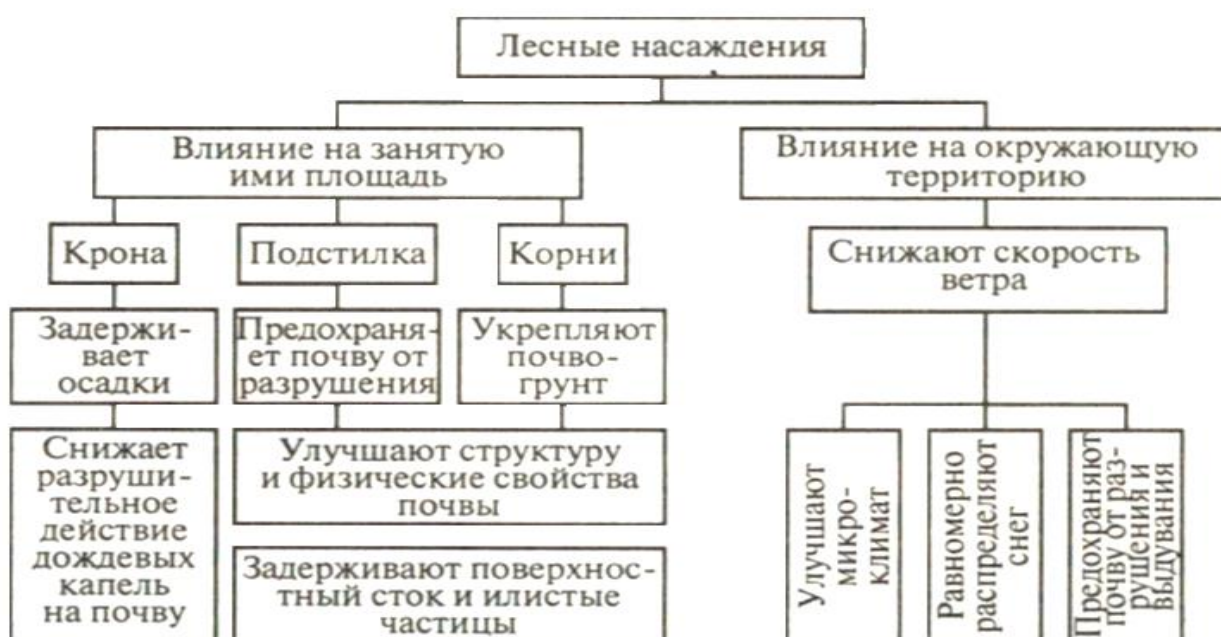 Лесные насаждения
Влияние на занятую
ими площадь
Влияние на окружающую
территорию
Крона
Подстилка
Корни
Снижают скорость
ветра
Задержи-
вает
осадки
Предохраня-
ет почву от
разрушения
Укрепляют
почво-
грунт
Снижает
разруши-
тельное
действие
дождевых
капель
на почву
Улучшают структуру
и физические свойства
почвы
Задерживают поверхнос-
тный сток и илистые
частицы
Улучшают
микро-
климат
Равномерно
распределяют
снег
Предохраняют
почву от раз-
рушения и
выдувания